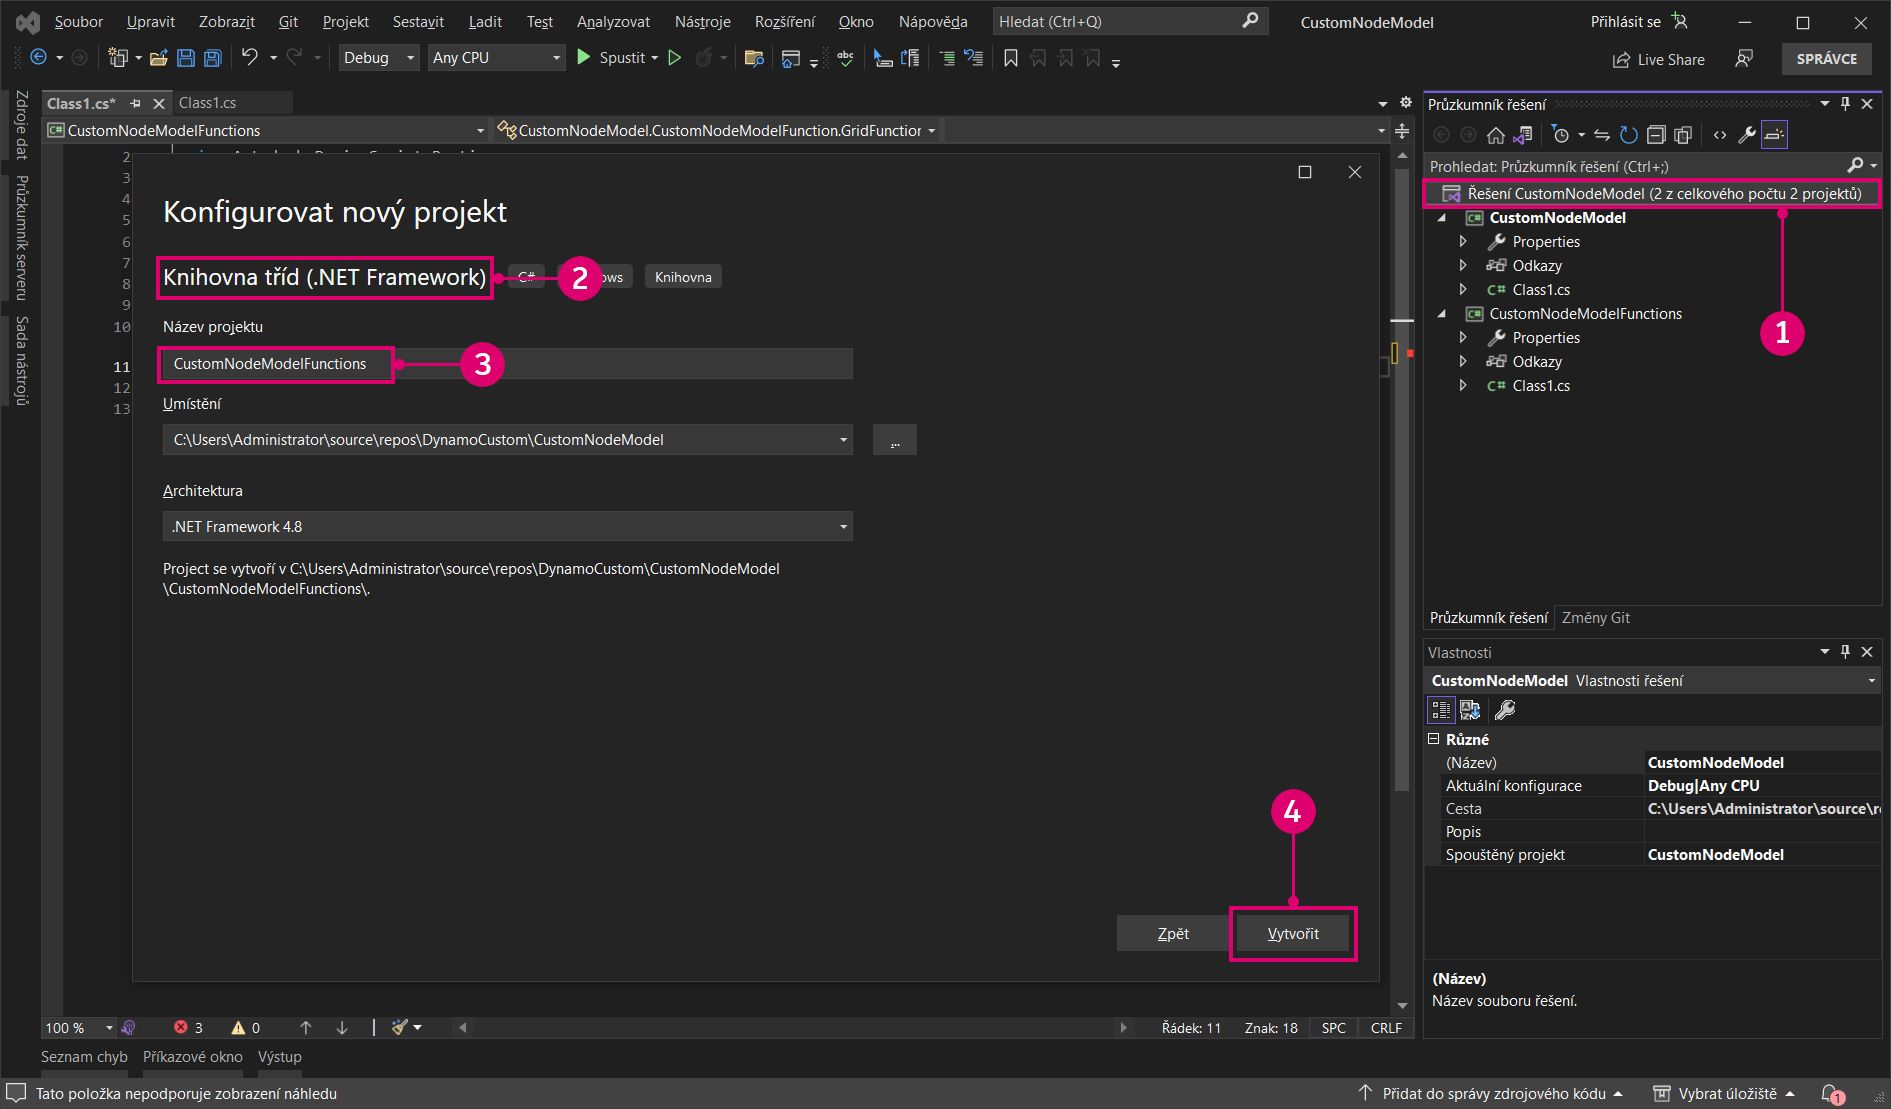 Soubor Upravit Zobrazit Git Projekt Sestavit Ladit Test Analyzovat Nástroje Rozšíření Okno Nápověda Hledat (Ctrl+Q) CustomNodeModel Přihlásit se
Debug Any CPU Spustit Live Share SPRÁVCE
Zdroje dat
Průzkumník serveru
Sada nástrojů
Class1.cs* Class1.cs
CustomNodeModelFunctions CustomNodeModel.CustomNodeModelFunction.GridFunction
2
3
4
5
6
7
8
9
10
11
12
13
Konfigurovat nový projekt
Knihovna tříd (.NET Framework) C# 2 ows Knihovna
Název projektu
CustomNodeModelFunctions 3
Umístění
C:\Users\Administrator\source\repos\DynamoCustom\CustomNodeModel ...
Architektura
.NET Framework 4.8
Project se vytvoří v C:\Users\Administrator\source\repos\DynamoCustom\CustomNodeModel
\CustomNodeModelFunctions\.
4
Zpět Vytvořit
100 % 3 0 Řádek: 11 Znak: 18 SPC CRLF
Seznam chyb Příkazové okno Výstup
Průzkumník řešení
Prohledat: Průzkumník řešení (Ctrl+;)
Řešení CustomNodeModel (2 z celkového počtu 2 projektů)
CustomNodeModel
Properties
Odkazy
C# Class1.cs
CustomNodeModelFunctions
1
Properties
Odkazy
C# Class1.cs
Průzkumník řešení Změny Git
Vlastnosti
CustomNodeModel Vlastnosti řešení
Různé
(Název) CustomNodeModel
Aktuální konfigurace Debug|Any CPU
Cesta C:\Users\Administrator\source\re
Popis
Spouštěný projekt CustomNodeModel
(Název)
Název souboru řešení.
Tato položka nepodporuje zobrazení náhledu Přidat do správy zdrojového kódu Vybrat úložiště 1